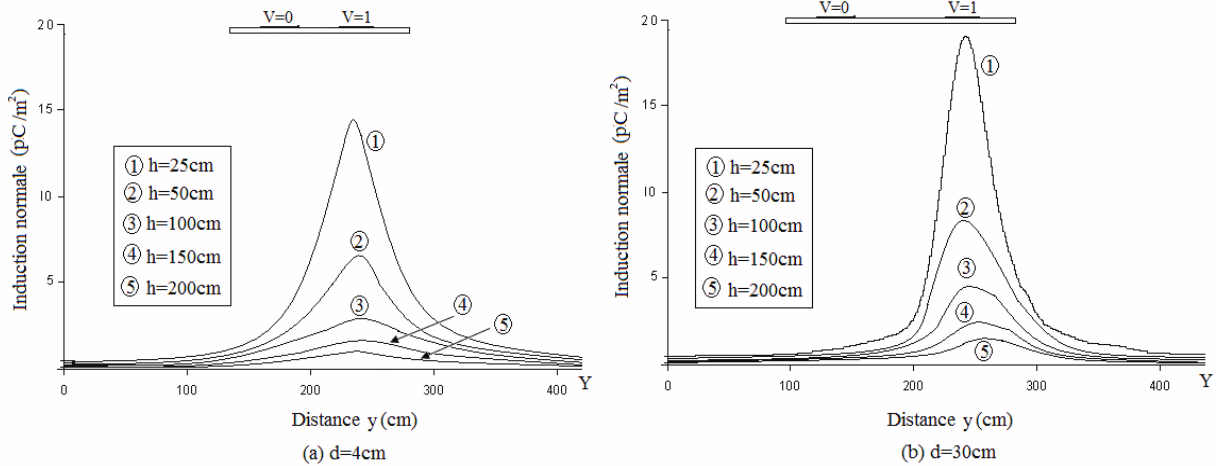 V=0 V=1
20
15
10
5
Induction normale (pC /m²)
① h=25cm
② h=50cm
③ h=100cm
④ h=150cm
⑤ h=200cm
①
②
③
④
⑤
0 100 200 300 400 Y
Distance y (cm)
(a) d=4cm
V=0 V=1
20
15
10
5
Induction normale (pC /m²)
① h=25cm
② h=50cm
③ h=100cm
④ h=150cm
⑤ h=200cm
①
②
③
④
⑤
0 100 200 300 400 Y
Distance y (cm)
(b) d=30cm